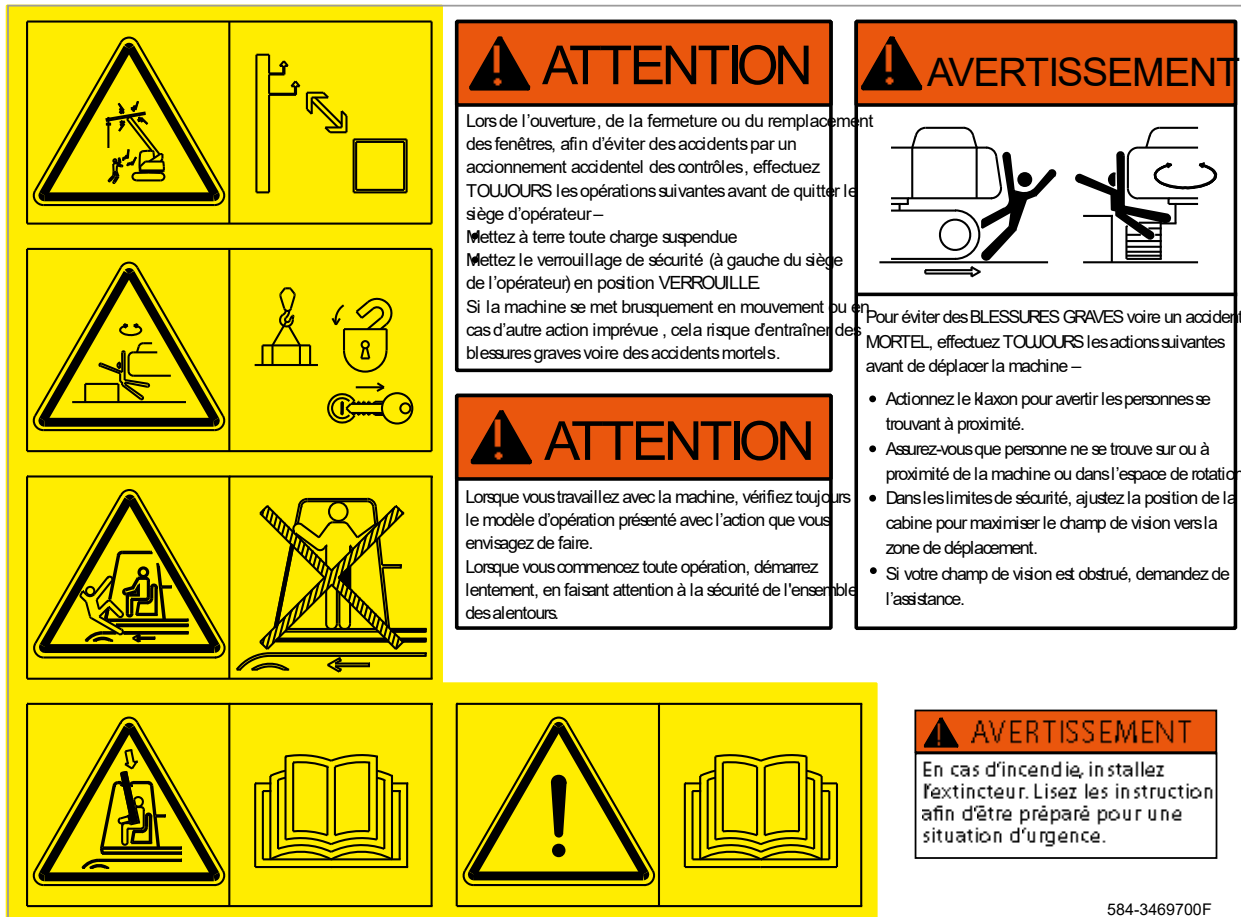 ATTENTION
Lors de l'ouverture, de la fermeture ou du remplacement
des fenêtres, afin d'éviter des accidents par un
accionnement accidentel des contrôles, effectuez
TOUJOURS les opérations suivantes avant de quitter le
siège d'opérateur –
• Mettez à terre toute charge suspendue
• Mettez le verrouillage de sécurité (à gauche du siège
de l'opérateur) en position VERROUILLE.
Si la machine se met brusquement en mouvement ou en
cas d'autre action imprévue , cela risque d'entraîner des
blessures graves voire des accidents mortels.
ATTENTION
Lorsque vous travaillez avec la machine, vérifiez toujours
le modèle d'opération présenté avec l'action que vous
envisagez de faire.
Lorsque vous commencez toute opération, démarrez
lentement, en faisant attention à la sécurité de l'ensemble
des alentours.
AVERTISSEMENT
Pour éviter des BLESSURES GRAVES voire un accident
MORTEL, effectuez TOUJOURS les actions suivantes
avant de déplacer la machine –
• Actionnez le klaxon pour avertir les personnes se
trouvant à proximité.
• Assurez-vous que personne ne se trouve sur ou à
proximité de la machine ou dans l'espace de rotation
• Dans les limites de sécurité, ajustez la position de la
cabine pour maximiser le champ de vision vers la
zone de déplacement.
• Si votre champ de vision est obstrué, demandez de
l'assistance.
AVERTISSEMENT
En cas d'incendie, installez
l'extincteur. Lisez les instruction
afin d'être préparé pour une
situation d'urgence.
584-3469700F